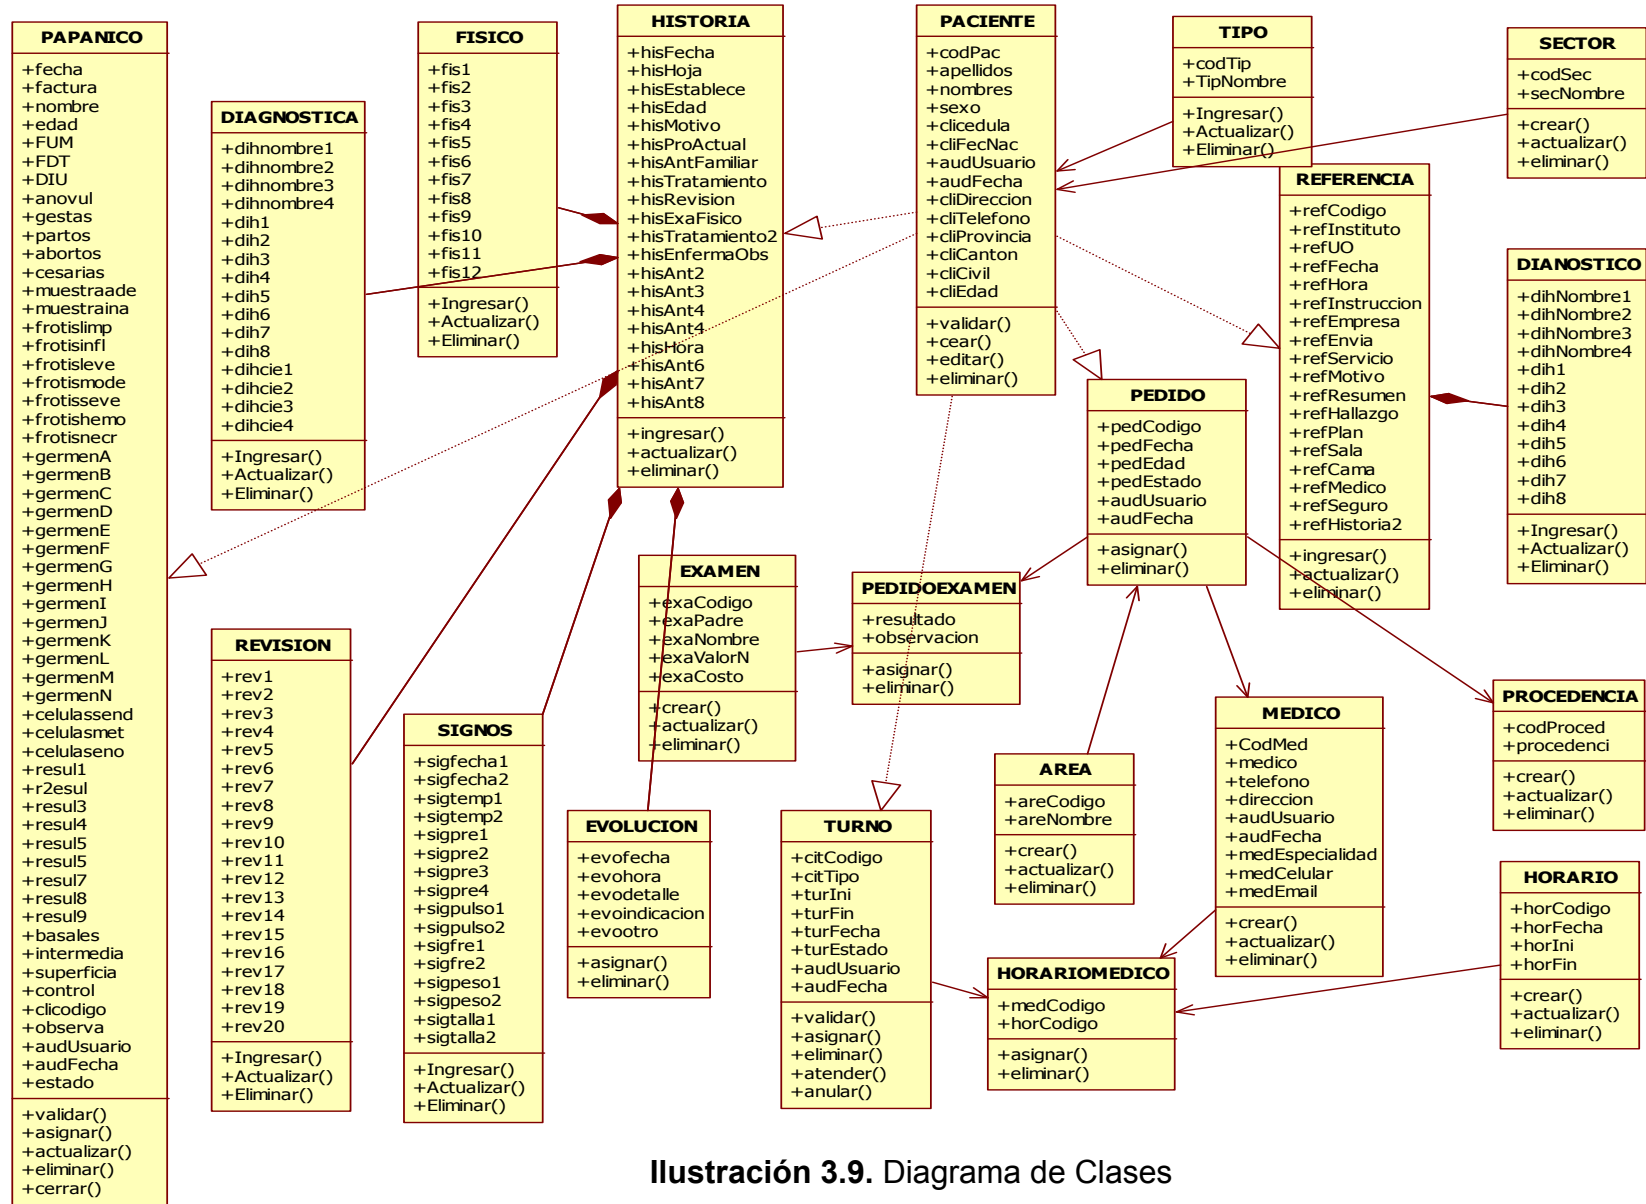 PAPANICO
+fecha
+factura
+nombre
+edad
+FUM
+FDT
+DIU
+anovul
+gestas
+partos
+abortos
+cesarias
+muestraade
+muestraina
+frotislimp
+frotisinfl
+frotisleve
+frotismode
+frotisseve
+frotishemo
+frotisnecr
+germenA
+germenB
+germenC
+germenD
+germenE
+germenF
+germenG
+germenH
+germenI
+germenJ
+germenK
+germenL
+germenM
+germenN
+celulassend
+celulasmet
+celulaseno
+resul1
+r2esul
+resul3
+resul4
+resul5
+resul5
+resul7
+resul8
+resul9
+basales
+intermedia
+superficia
+control
+clicodigo
+observa
+audUsuario
+audFecha
+estado
+validar()
+asignar()
+actualizar()
+eliminar()
+cerrar()
DIAGNOSTICA
+dihnombre1
+dihnombre2
+dihnombre3
+dihnombre4
+dih1
+dih2
+dih3
+dih4
+dih5
+dih6
+dih7
+dih8
+dihcie1
+dihcie2
+dihcie3
+dihcie4
+Ingresar()
+Actualizar()
+Eliminar()
REVISION
+rev1
+rev2
+rev3
+rev4
+rev5
+rev6
+rev7
+rev8
+rev9
+rev10
+rev11
+rev12
+rev13
+rev14
+rev15
+rev16
+rev17
+rev18
+rev19
+rev20
+Ingresar()
+Actualizar()
+Eliminar()
FISICO
+fis1
+fis2
+fis3
+fis4
+fis5
+fis6
+fis7
+fis8
+fis9
+fis10
+fis11
+fis12
+Ingresar()
+Actualizar()
+Eliminar()
SIGNOS
+sigfecha1
+sigfecha2
+sigtemp1
+sigtemp2
+sigpre1
+sigpre2
+sigpre3
+sigpre4
+sigpulso1
+sigpulso2
+sigfre1
+sigfre2
+sigpeso1
+sigpeso2
+sigtalla1
+sigtalla2
+Ingresar()
+Actualizar()
+Eliminar()
HISTORIA
+hisFecha
+hisHoja
+hisEstablece
+hisEdad
+hisMotivo
+hisProActual
+hisAntFamiliar
+hisTratamiento
+hisRevision
+hisExaFisico
+hisTratamiento2
+hisEnfermaObs
+hisAnt2
+hisAnt3
+hisAnt4
+hisAnt4
+hisHora
+hisAnt6
+hisAnt7
+hisAnt8
+ingresar()
+actualizar()
+eliminar()
EXAMEN
+exaCodigo
+exaPadre
+exaNombre
+exaValorN
+exaCosto
+crear()
+actualizar()
+eliminar()
EVOLUCION
+evofecha
+evohora
+evodetalle
+evoindicacion
+evootro
+asignar()
+eliminar()
PACIENTE
+codPac
+apellidos
+nombres
+sexo
+clicedula
+cliFecNac
+audUsuario
+audFecha
+cliDireccion
+cliTelefono
+cliProvincia
+cliCanton
+cliCivil
+cliEdad
+validar()
+cear()
+editar()
+eliminar()
PEDIDOEXAMEN
+resultado
+observacion
+asignar()
+eliminar()
TURNO
+citCodigo
+citTipo
+turIni
+turFin
+turFecha
+turEstado
+audUsuario
+audFecha
+validar()
+asignar()
+eliminar()
+atender()
+anular()
TIPO
+codTip
+TipNombre
+Ingresar()
+Actualizar()
+Eliminar()
PEDIDO
+pedCodigo
+pedFecha
+pedEdad
+pedEstado
+audUsuario
+audFecha
+asignar()
+eliminar()
AREA
+areCodigo
+areNombre
+crear()
+actualizar()
+eliminar()
HORARIOMEDICO
+medCodigo
+horCodigo
+asignar()
+eliminar()
REFERENCIA
+refCodigo
+refInstituto
+refUO
+refFecha
+refHora
+refInstruccion
+refEmpresa
+refEnvia
+refServicio
+refMotivo
+refResumen
+refHallazgo
+refPlan
+refSala
+refCama
+refMedico
+refSeguro
+refHistoria2
+ingresar()
+actualizar()
+eliminar()
MEDICO
+CodMed
+medico
+telefono
+direccion
+audUsuario
+audFecha
+medEspecialidad
+medCelular
+medEmail
+crear()
+actualizar()
+eliminar()
SECTOR
+codSec
+secNombre
+crear()
+actualizar()
+eliminar()
DIANOSTICO
+dihNombre1
+dihNombre2
+dihNombre3
+dihNombre4
+dih1
+dih2
+dih3
+dih4
+dih5
+dih6
+dih7
+dih8
+Ingresar()
+Actualizar()
+Eliminar()
PROCEDENCIA
+codProced
+procedenci
+crear()
+actualizar()
+eliminar()
HORARIO
+horCodigo
+horFecha
+horIni
+horFin
+crear()
+actualizar()
+eliminar()
Ilustración 3.9. Diagrama de Clases